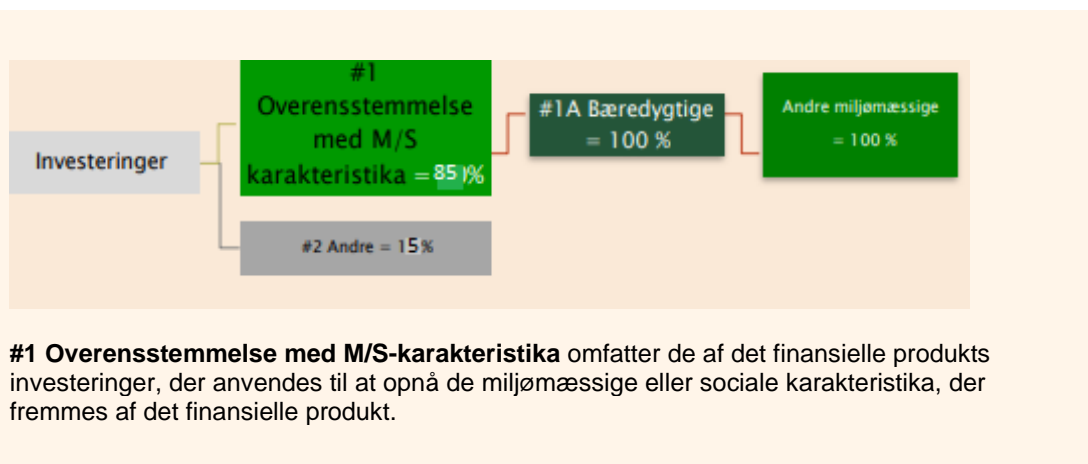 #1
Overensstemmelse
med M/S
karakteristika = 85 %
Investeringer
#1A Bæredygtige
= 100 %
Andre miljømæssige
= 100 %
#2 Andre = 15%
#1 Overensstemmelse med M/S-karakteristika omfatter de af det finansielle produkts
investeringer, der anvendes til at opnå de miljømæssige eller sociale karakteristika, der
fremmes af det finansielle produkt.